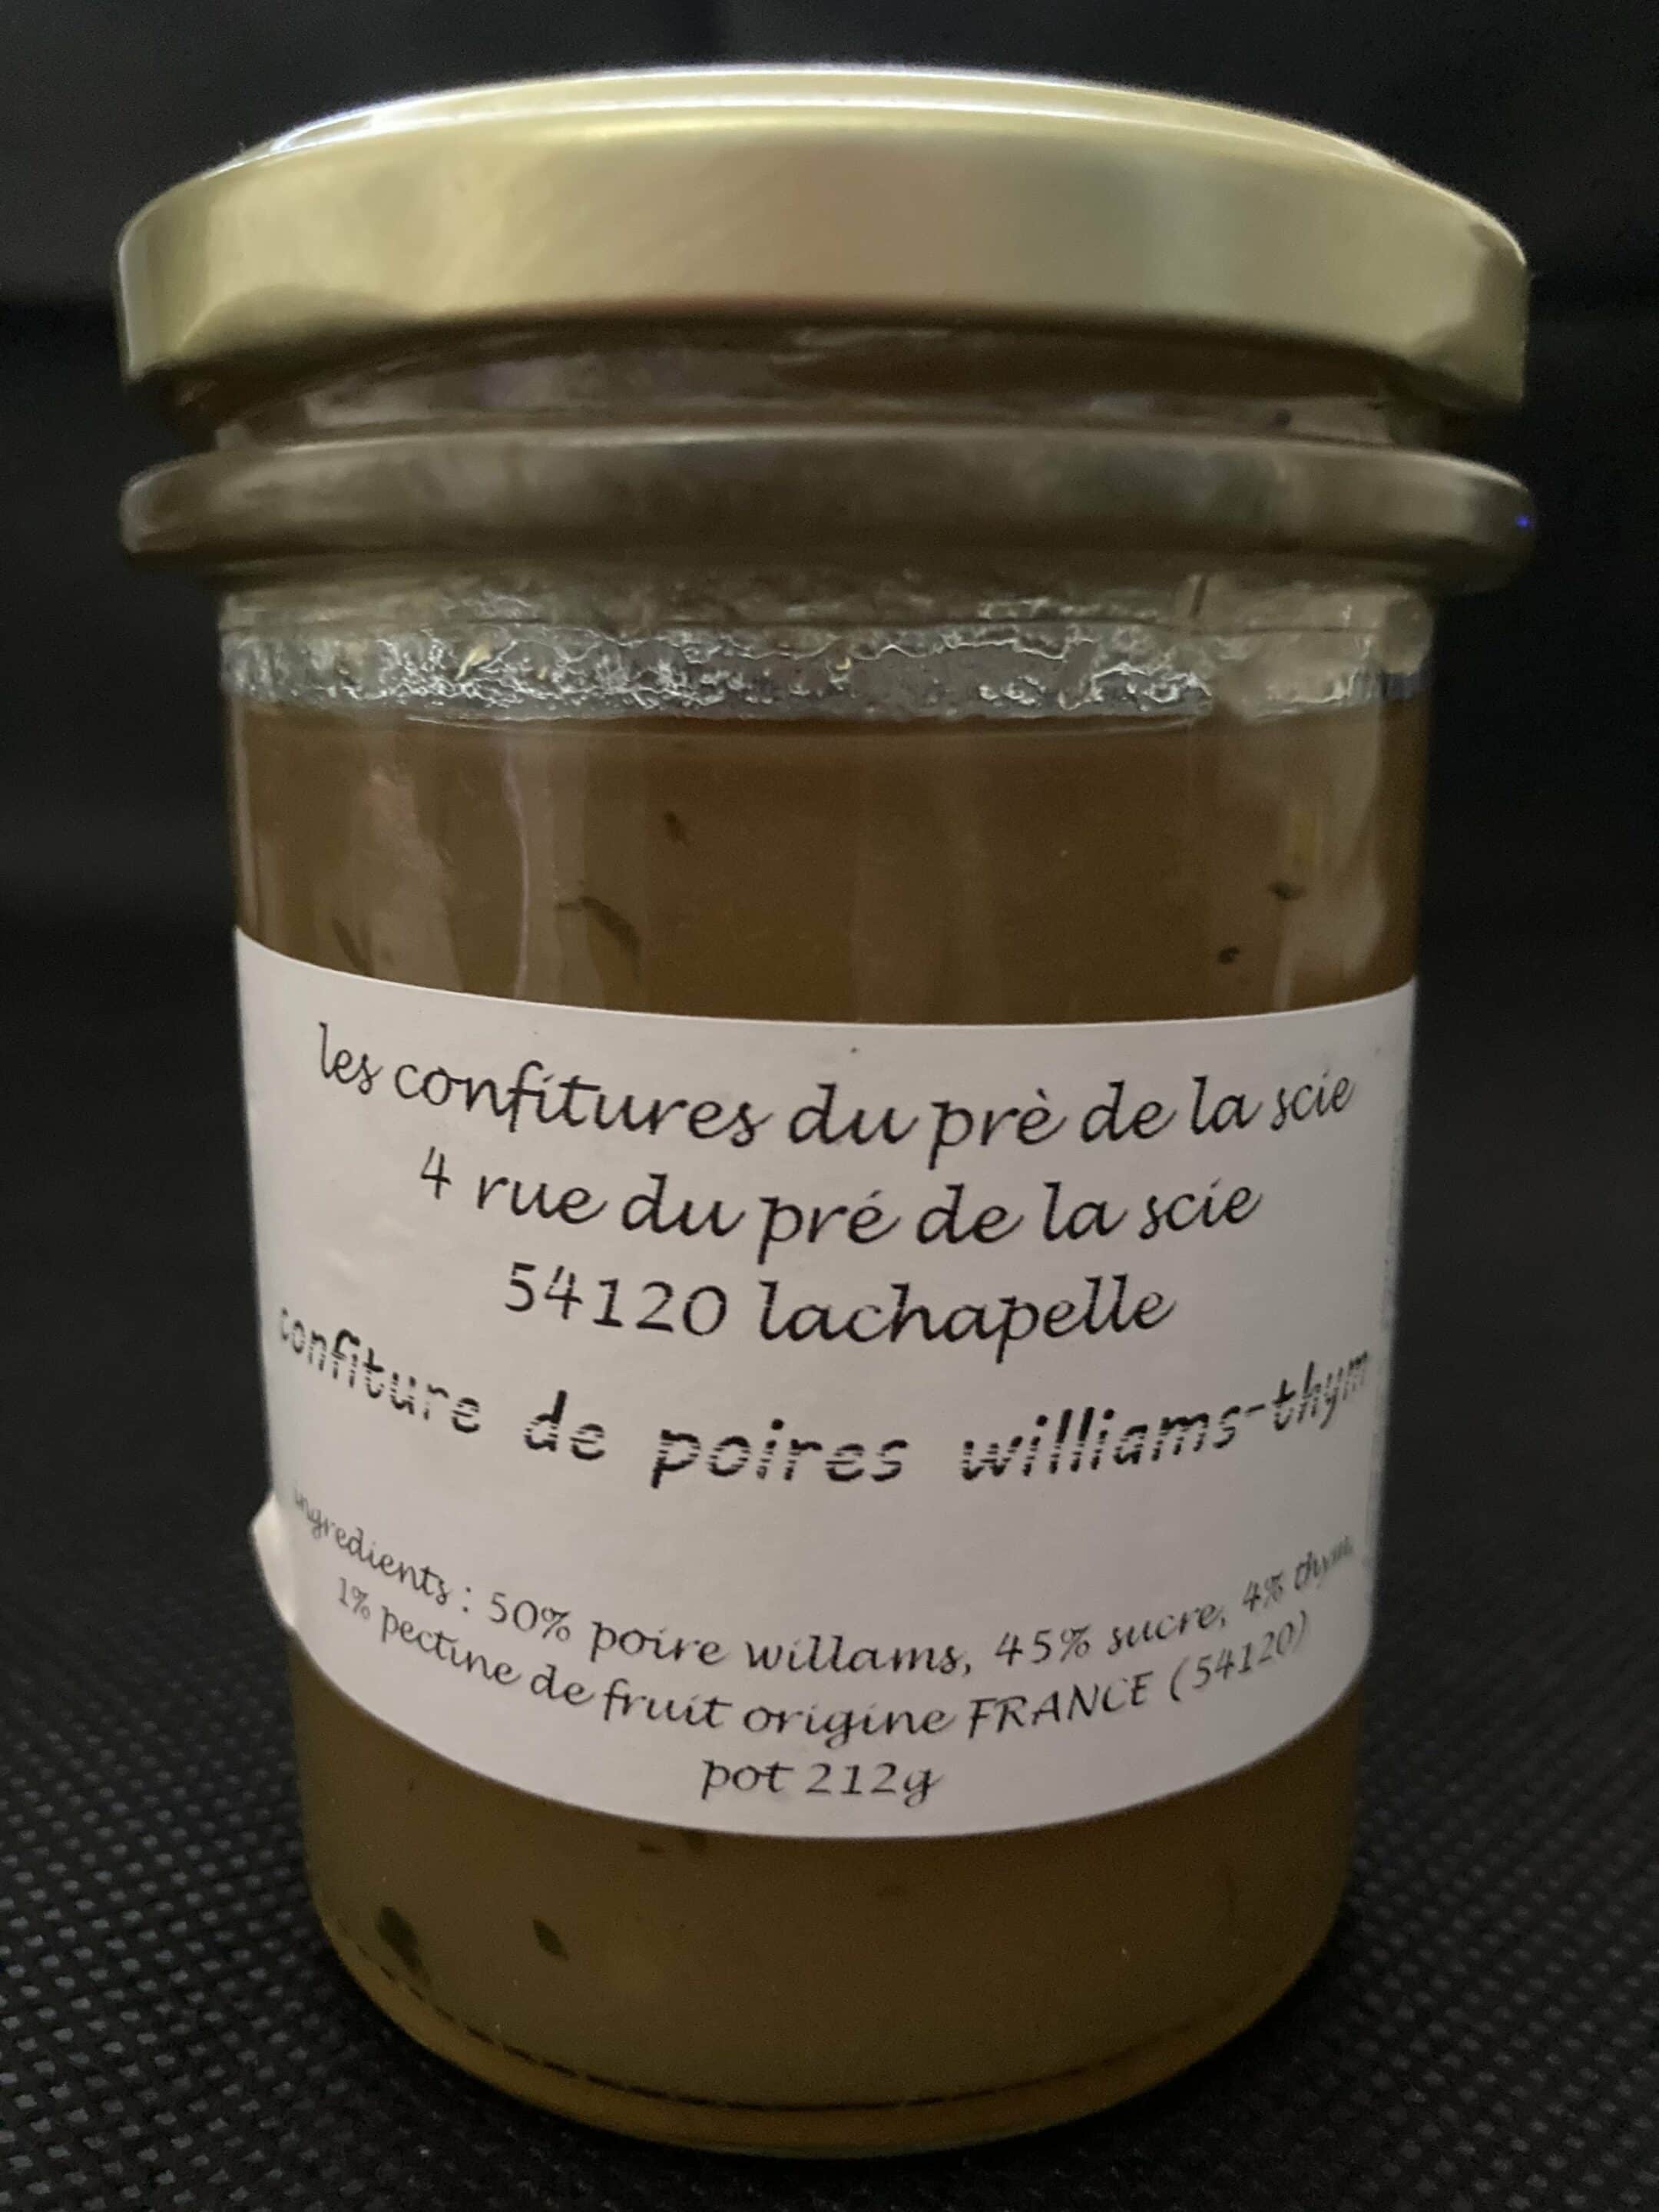 les confitures du prè de la scie
4 rue du pré de la scie
54120 lachapelle
confiture de poires williams-thym
ingredients : 50% poire willams, 45% sucre, 4% thym,
1% pectine de fruit origine FRANCE (54120)
pot 212g